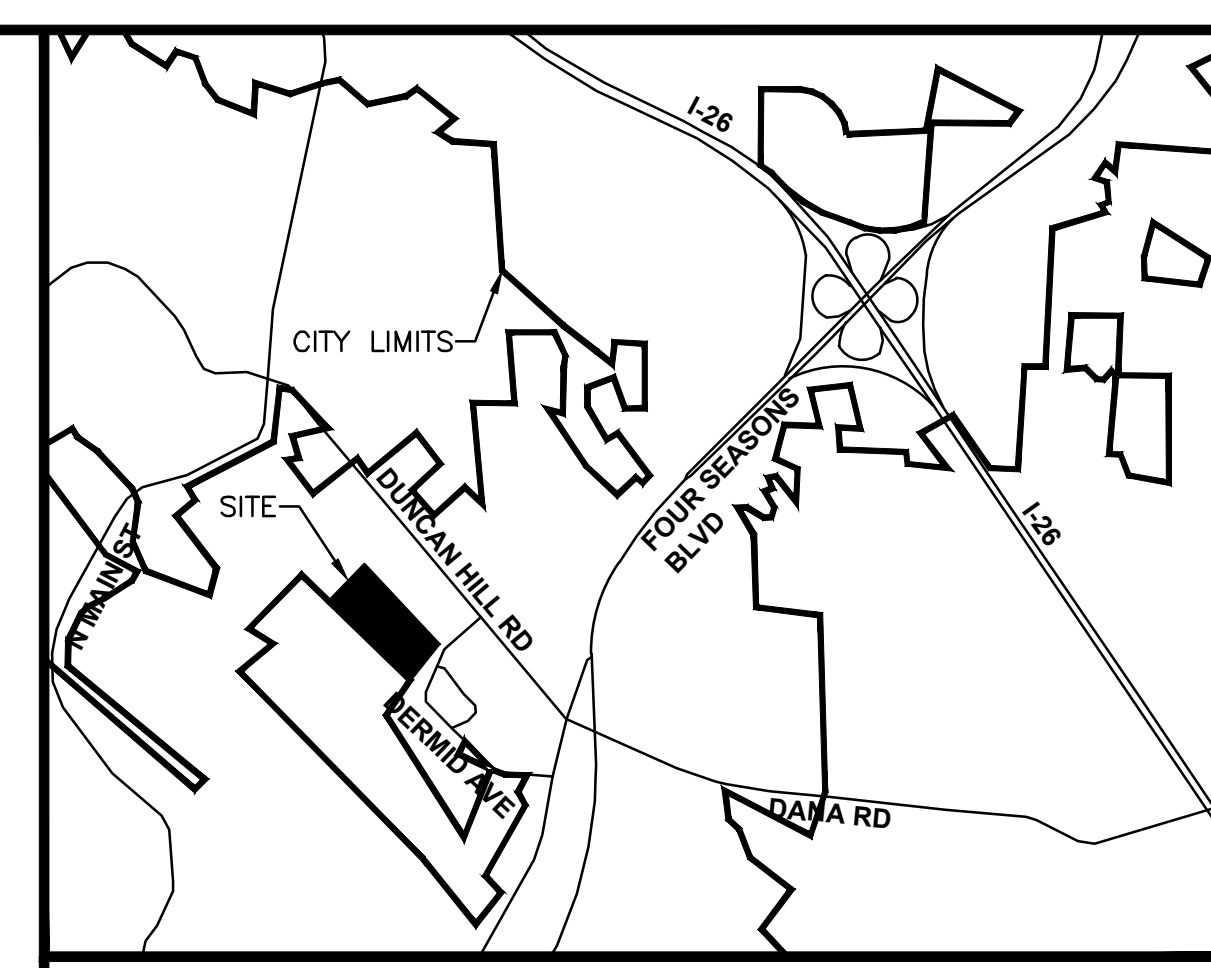 I-26
CITY LIMITS
FOUR SEASONS
BLVD
SITE
DUNCAN HILL RD
I-26
N MAIN ST
DERMID AVE
DANA RD